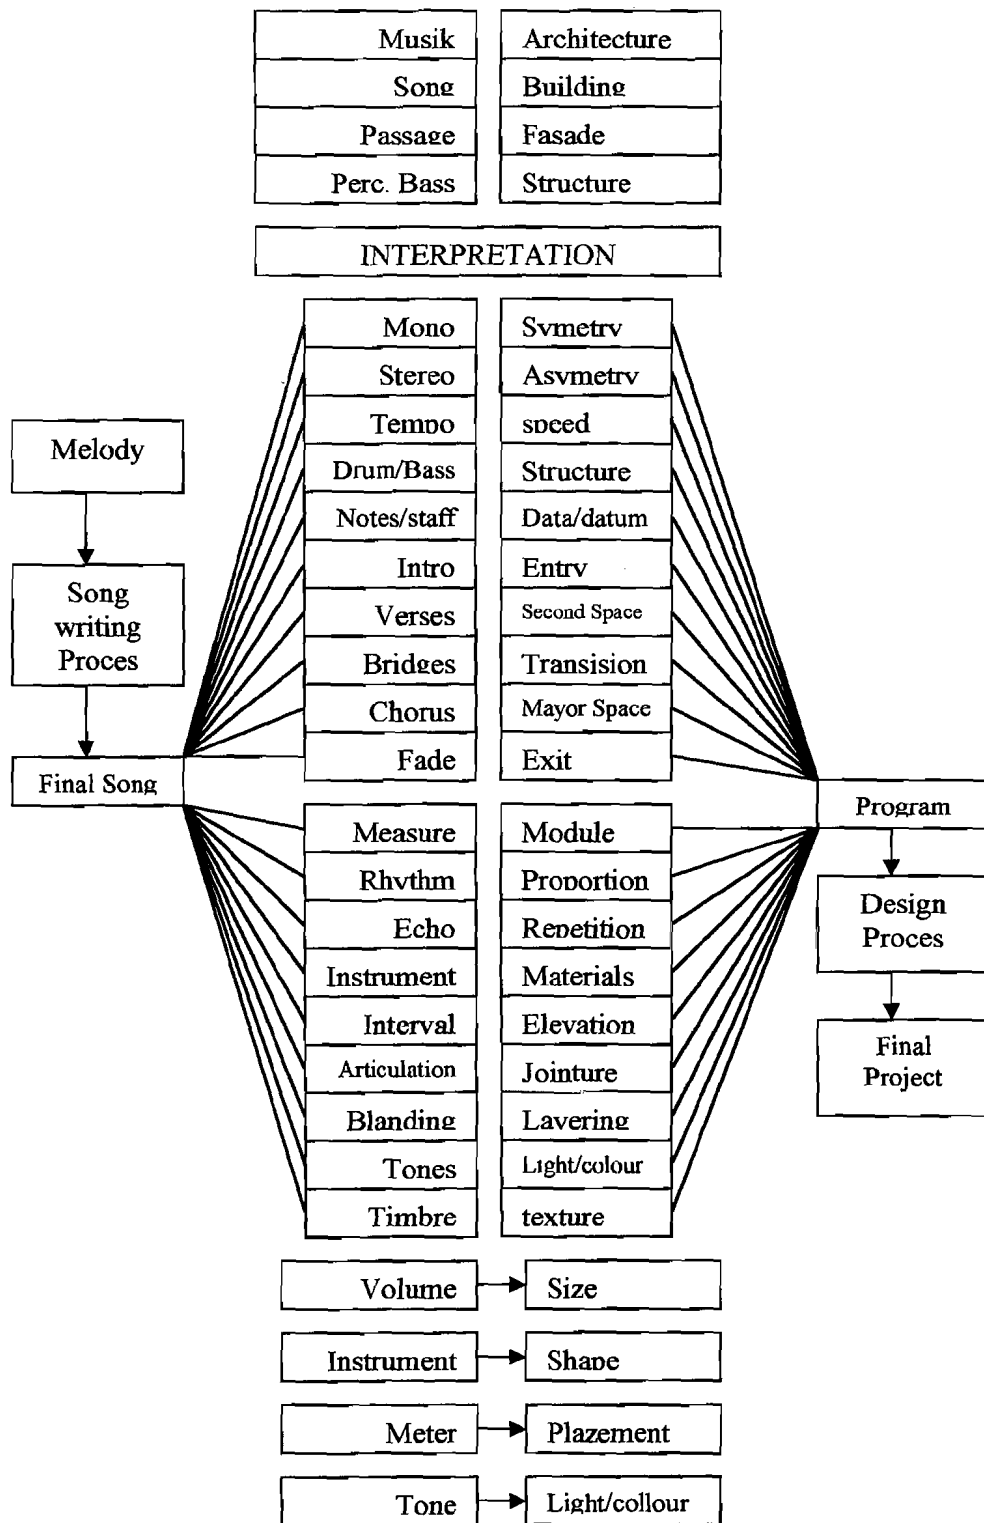 Musik Architecture
Song Building
Passage Fasade
Perc. Bass Structure
INTERPRETATION
Mono Symetry
Stereo Asymetry
Tempo speed
Melody
Drum/Bass Structure
Notes/staff Data/datum
Intro Entry
Song
writing
Proces
Verses Second Space
Bridges Transision
Chorus Mayor Space
Fade Exit
Final Song
Program
Measure Module
Rhythm Proportion
Echo Repetition
Design
Proces
Instrument Materials
Interval Elevation
Final
Project
Articulation Jointure
Blanding Layering
Tones Light/colour
Timbre texture
Volume Size
Instrument Shape
Meter Plazement
Tone Light/collour